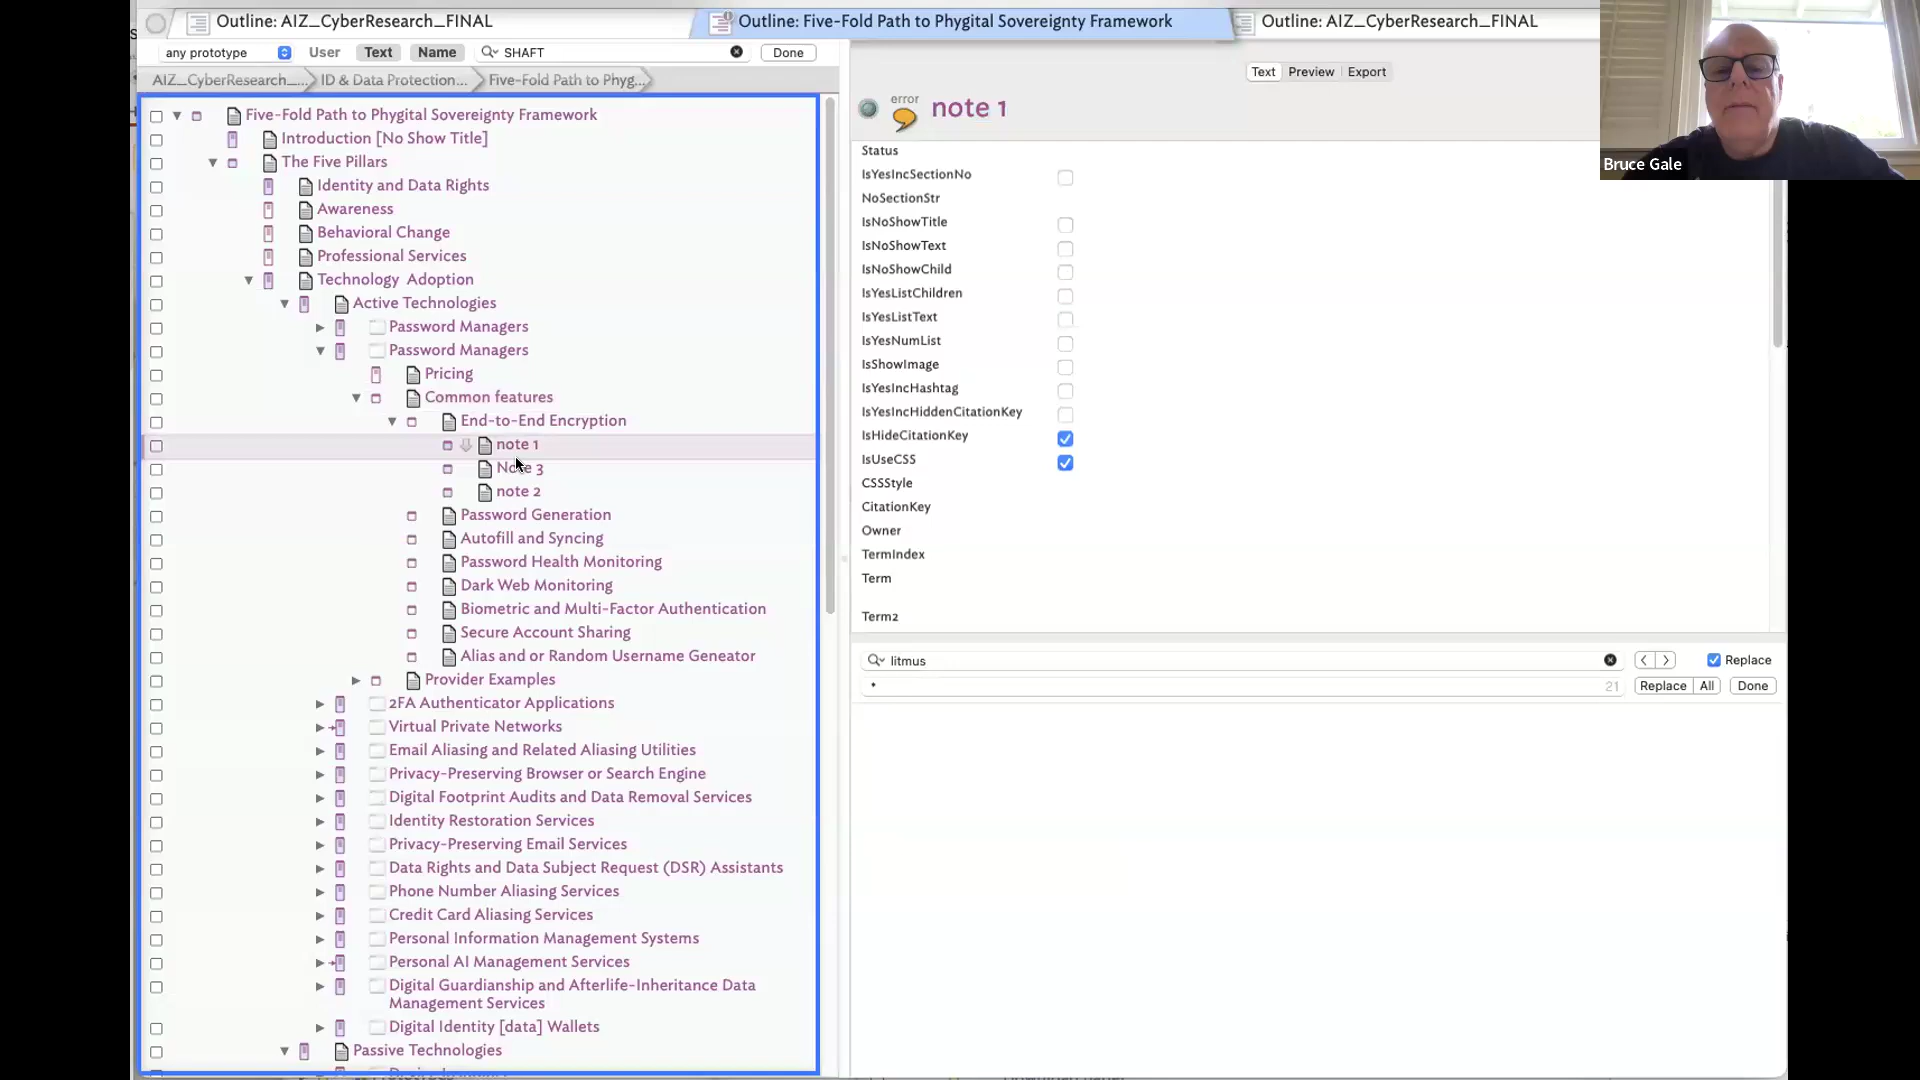 Outline: AIZ_CyberResearch_FINAL
Outline: Five-Fold Path to Phygital Sovereignty Framework
Outline: AIZ_CyberResearch_FINAL
any prototype User Text Name SHAFT Done
AIZ_CyberResearch_... ID & Data Protection... Five-Fold Path to Phyg...
Five-Fold Path to Phygital Sovereignty Framework
Introduction [No Show Title]
The Five Pillars
Identity and Data Rights
Awareness
Behavioral Change
Professional Services
Technology Adoption
Active Technologies
Password Managers
Password Managers
Pricing
Common features
End-to-End Encryption
note 1
Note 3
note 2
Password Generation
Autofill and Syncing
Password Health Monitoring
Dark Web Monitoring
Biometric and Multi-Factor Authentication
Secure Account Sharing
Alias and or Random Username Geneator
Provider Examples
2FA Authenticator Applications
Virtual Private Networks
Email Aliasing and Related Aliasing Utilities
Privacy-Preserving Browser or Search Engine
Digital Footprint Audits and Data Removal Services
Identity Restoration Services
Privacy-Preserving Email Services
Data Rights and Data Subject Request (DSR) Assistants
Phone Number Aliasing Services
Credit Card Aliasing Services
Personal Information Management Systems
Personal AI Management Services
Digital Guardianship and Afterlife-Inheritance Data
Management Services
Digital Identity [data] Wallets
Passive Technologies
Text Preview Export
error
note 1
Status
IsYesIncSectionNo
NoSectionStr
IsNoShowTitle
IsNoShowText
IsNoShowChild
IsYesListChildren
IsYesListText
IsYesNumList
IsShowImage
IsYesIncHashtag
IsYesIncHiddenCitationKey
IsHideCitationKey
IsUseCSS
CSSStyle
CitationKey
Owner
TermIndex
Term
Term2
litmus Replace
• 21 Replace All Done
Bruce Gale